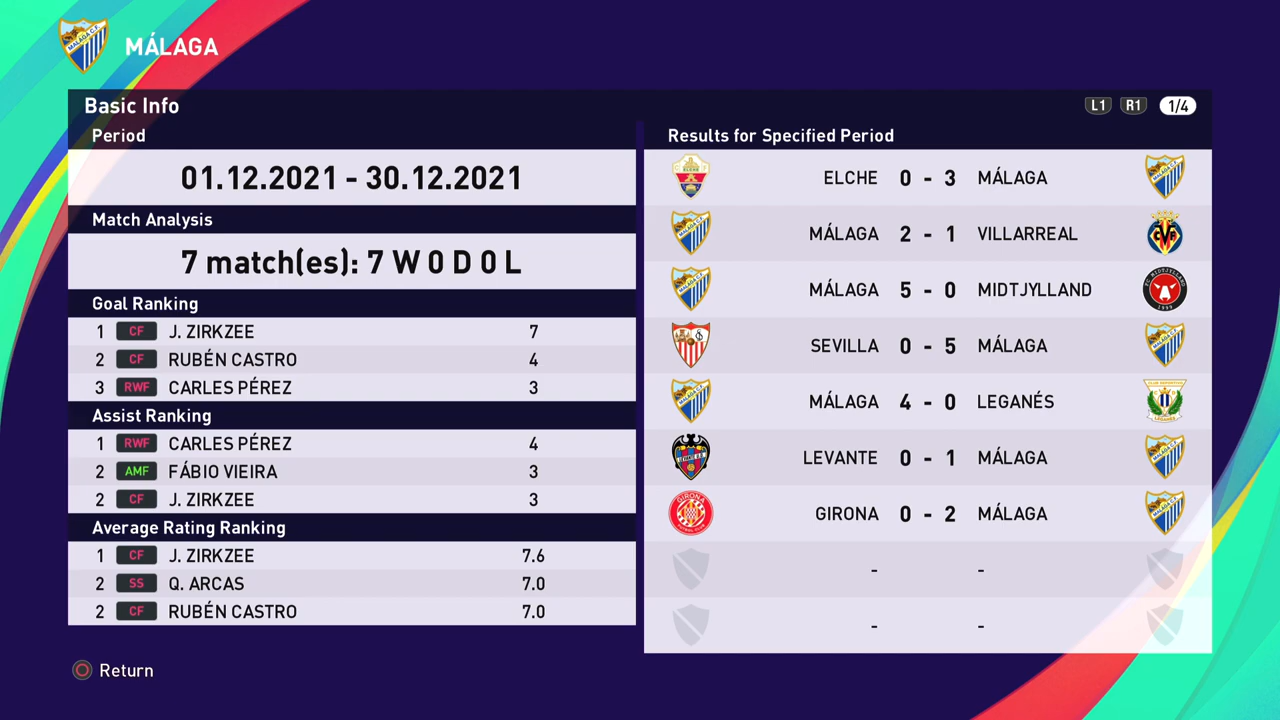 MÁLAGA
Basic Info
L1 R1 1/4
Period
01.12.2021 - 30.12.2021
Match Analysis
7 match(es): 7 W 0 D 0 L
Goal Ranking
1 CF J. ZIRKZEE 7
2 CF RUBÉN CASTRO 4
3 RWF CARLES PÉREZ 3
Assist Ranking
1 RWF CARLES PÉREZ 4
2 AMF FÁBIO VIEIRA 3
2 CF J. ZIRKZEE 3
Average Rating Ranking
1 CF J. ZIRKZEE 7.6
2 SS Q. ARCAS 7.0
2 CF RUBÉN CASTRO 7.0
Results for Specified Period
ELCHE 0 - 3 MÁLAGA
MÁLAGA 2 - 1 VILLARREAL
MÁLAGA 5 - 0 MIDTJYLLAND
SEVILLA 0 - 5 MÁLAGA
MÁLAGA 4 - 0 LEGANÉS
LEVANTE 0 - 1 MÁLAGA
GIRONA 0 - 2 MÁLAGA
- -
- -
Return